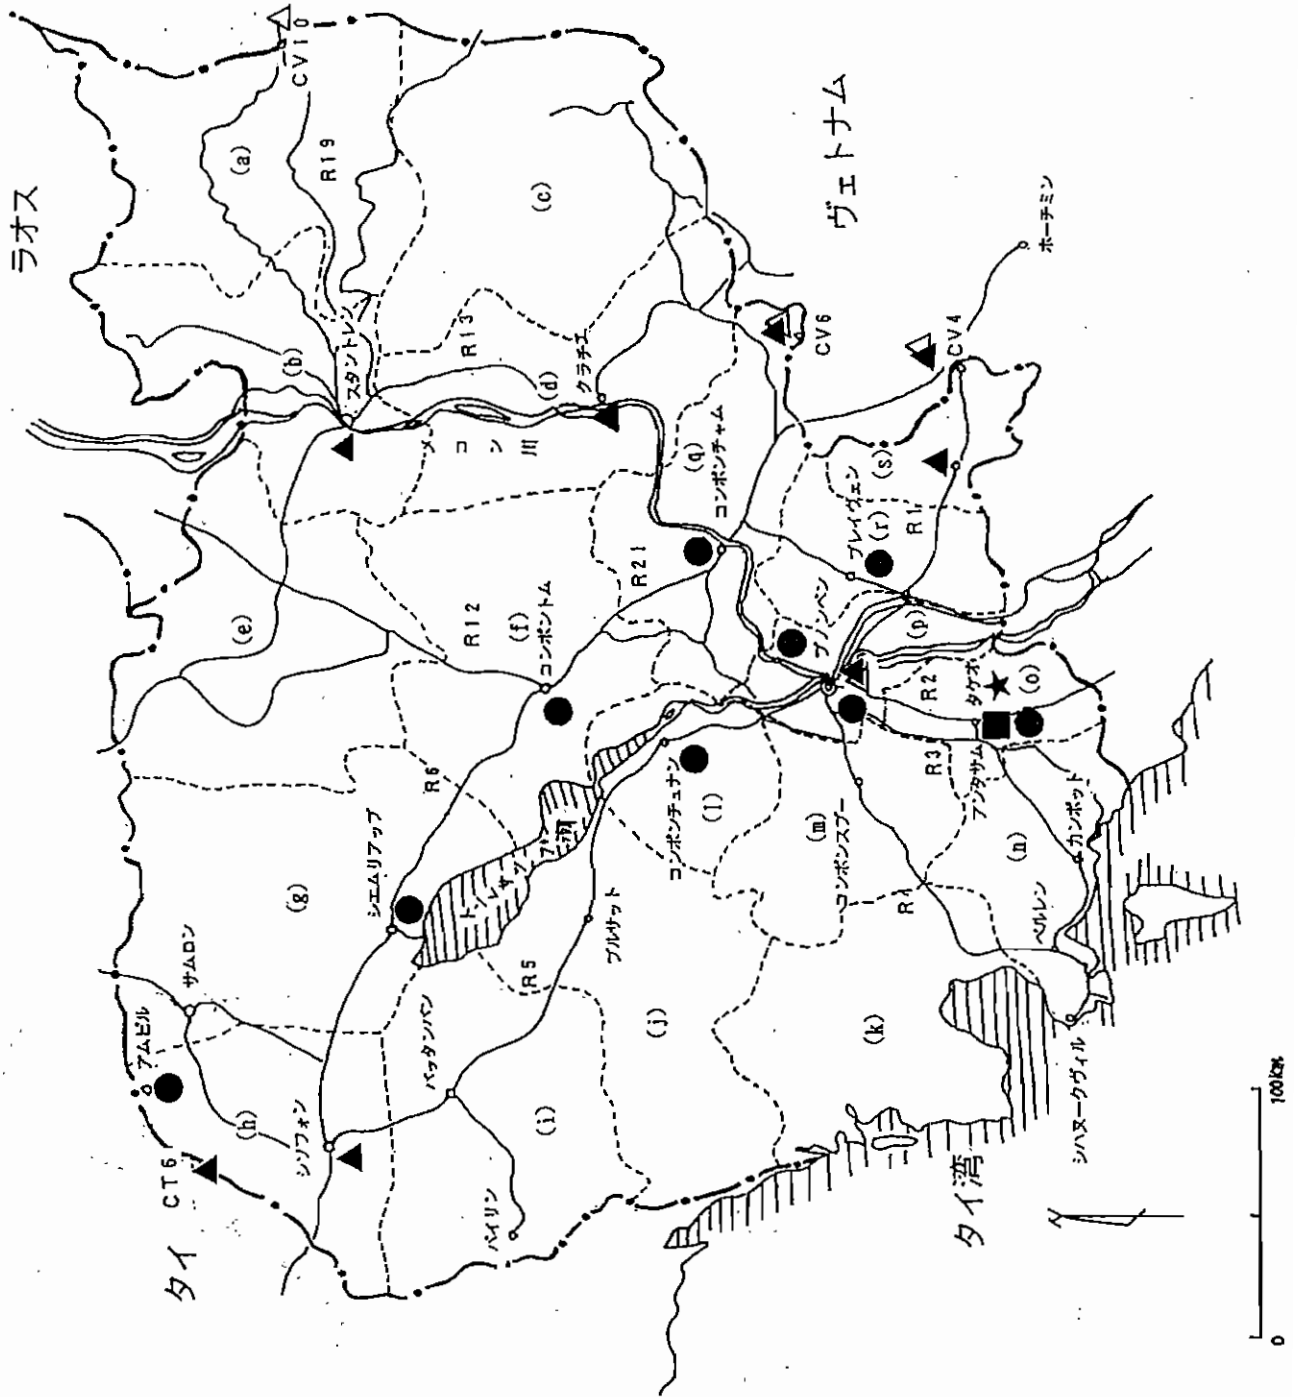 タイ
ラオス
CT6
アムピル
サムロン
(h)
シソフォン
(g)
シエムリアップ
(e)
(b)
(a)
CV10
R19
スタントレン
バッタンバン
パイリン
R6
R12
(f)
コンポントム
メコン川
R13
(d)
クラチエ
(c)
(i)
R5
プルサット
トンレサップ湖
R21
(j)
コンポンチュナン
(l)
(q)
コンポンチャム
(k)
(m)
コンポンスプー
プノンペン
プレイヴェン
(r)
(s)
CV6
ヴェトナム
R4
R3
R2
(p)
R1
CV4
タイ湾
ベルレン
(n)
アンタサム
タケオ
(o)
カンポット
シハヌークヴィル
ホーチミン
0
100km